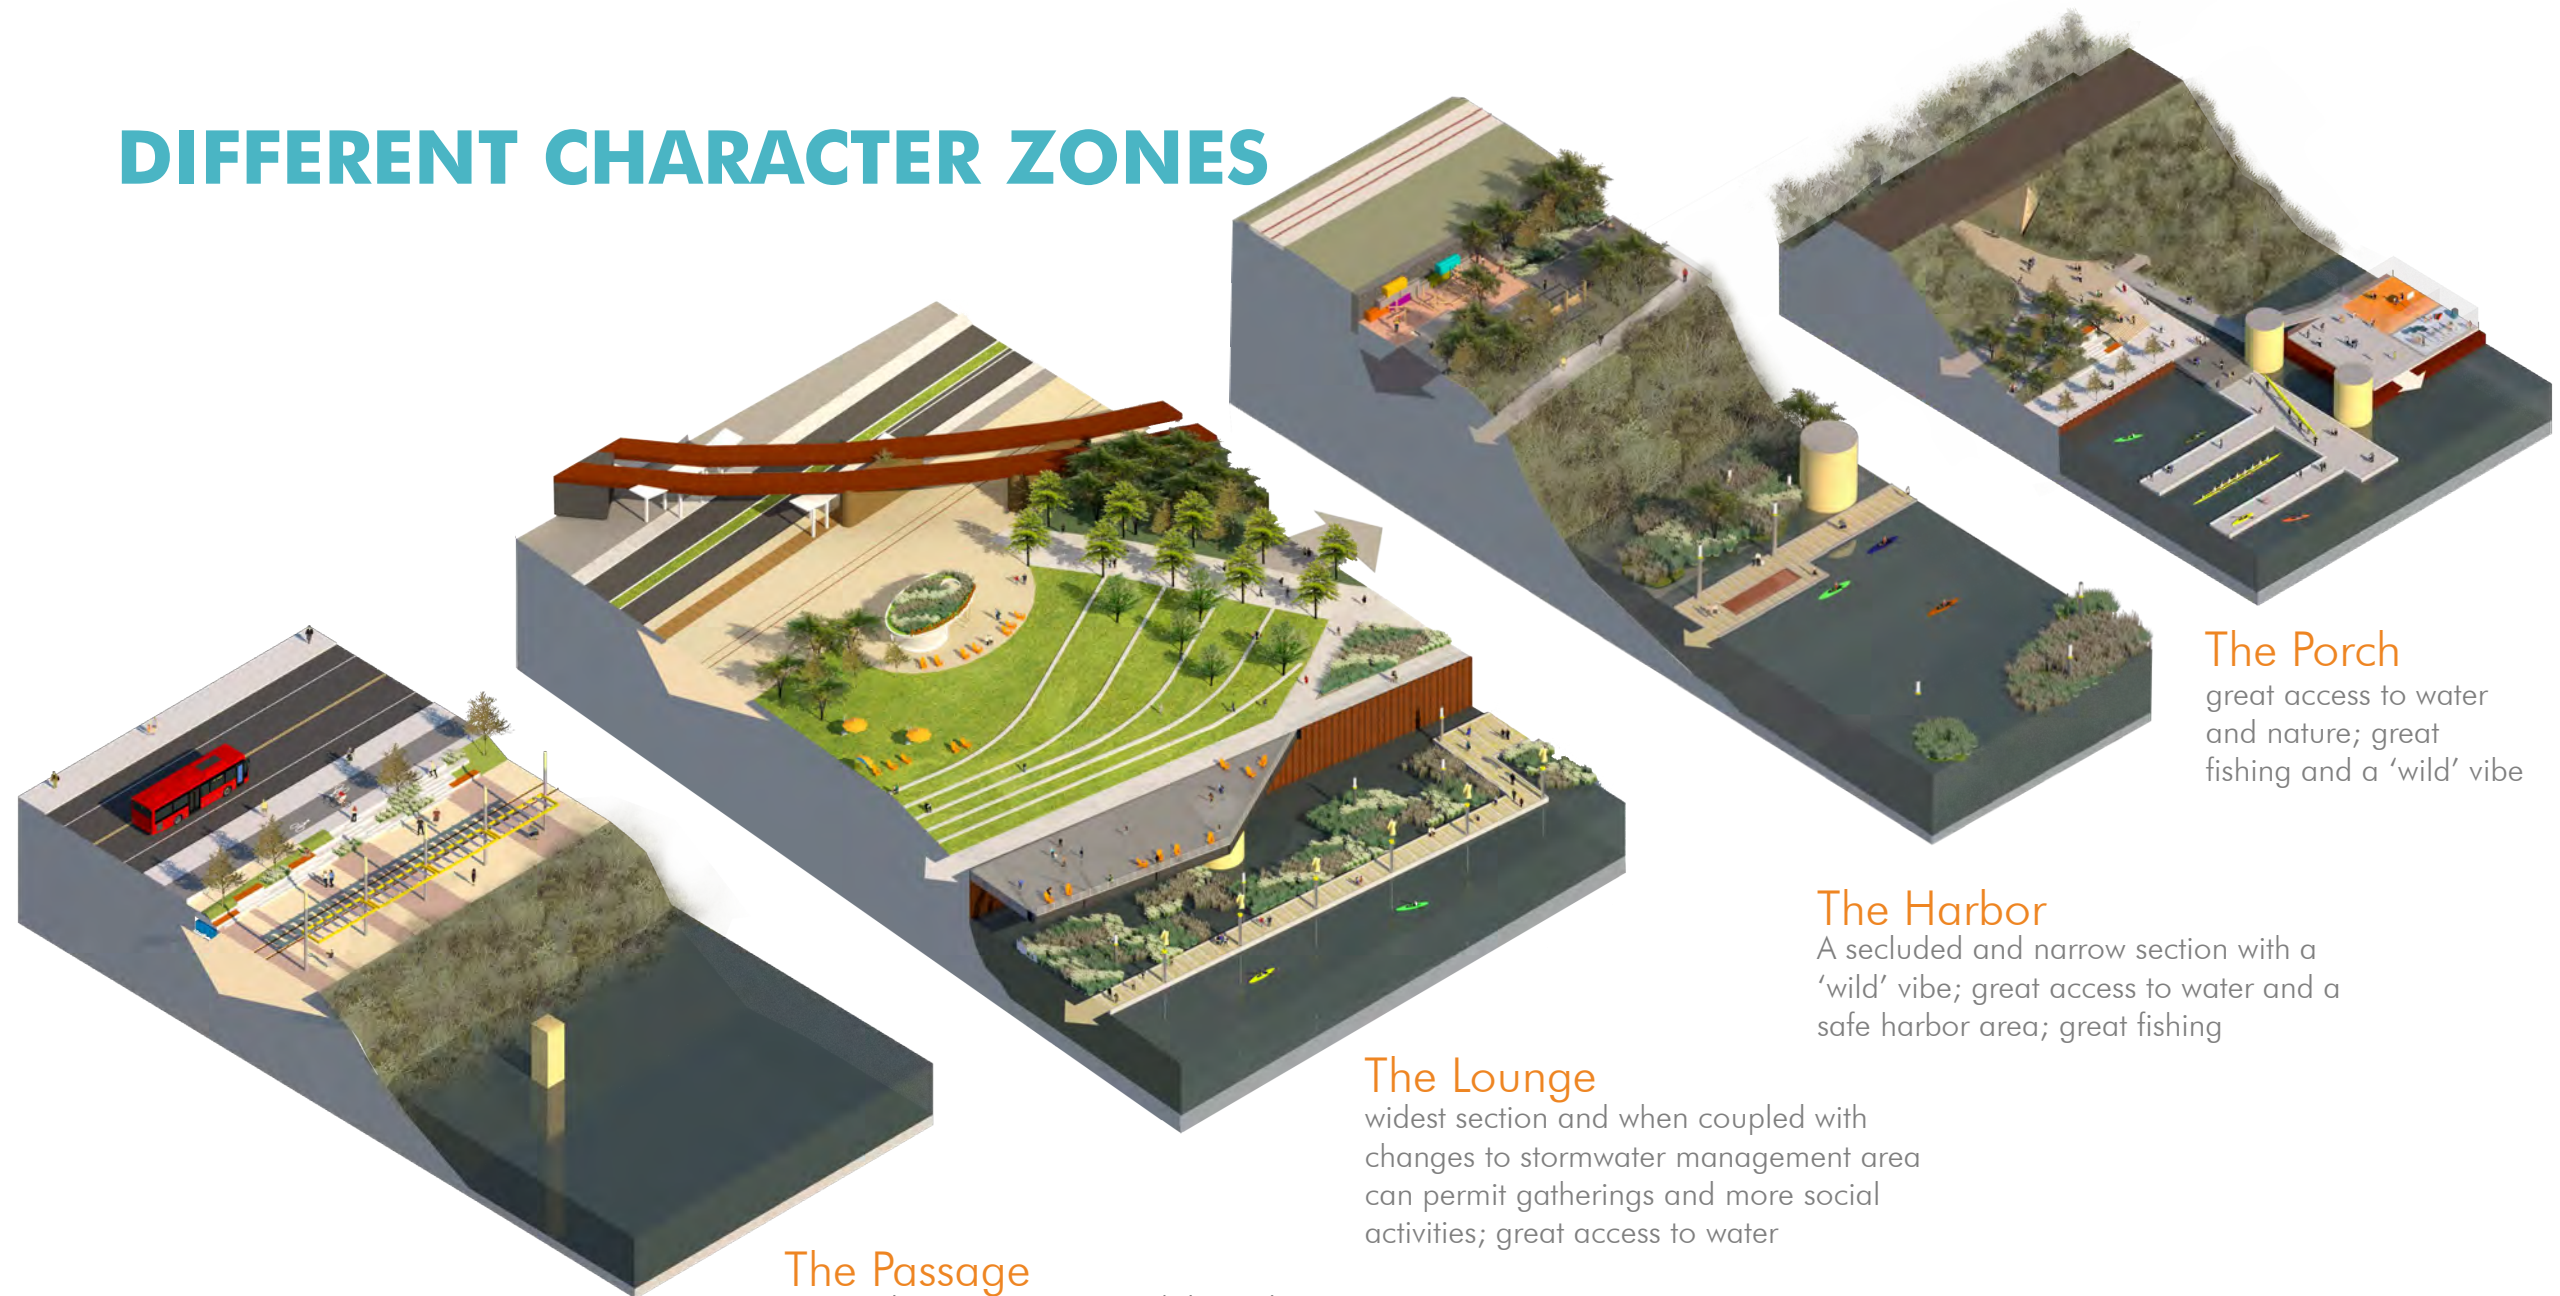 DIFFERENT CHARACTER ZONES
The Porch
great access to water
and nature; great
fishing and a ‘wild’ vibe
The Harbor
A secluded and narrow section with a
‘wild’ vibe; great access to water and a
safe harbor area; great fishing
The Lounge
widest section and when coupled with
changes to stormwater management area
can permit gatherings and more social
activities; great access to water
The Passage